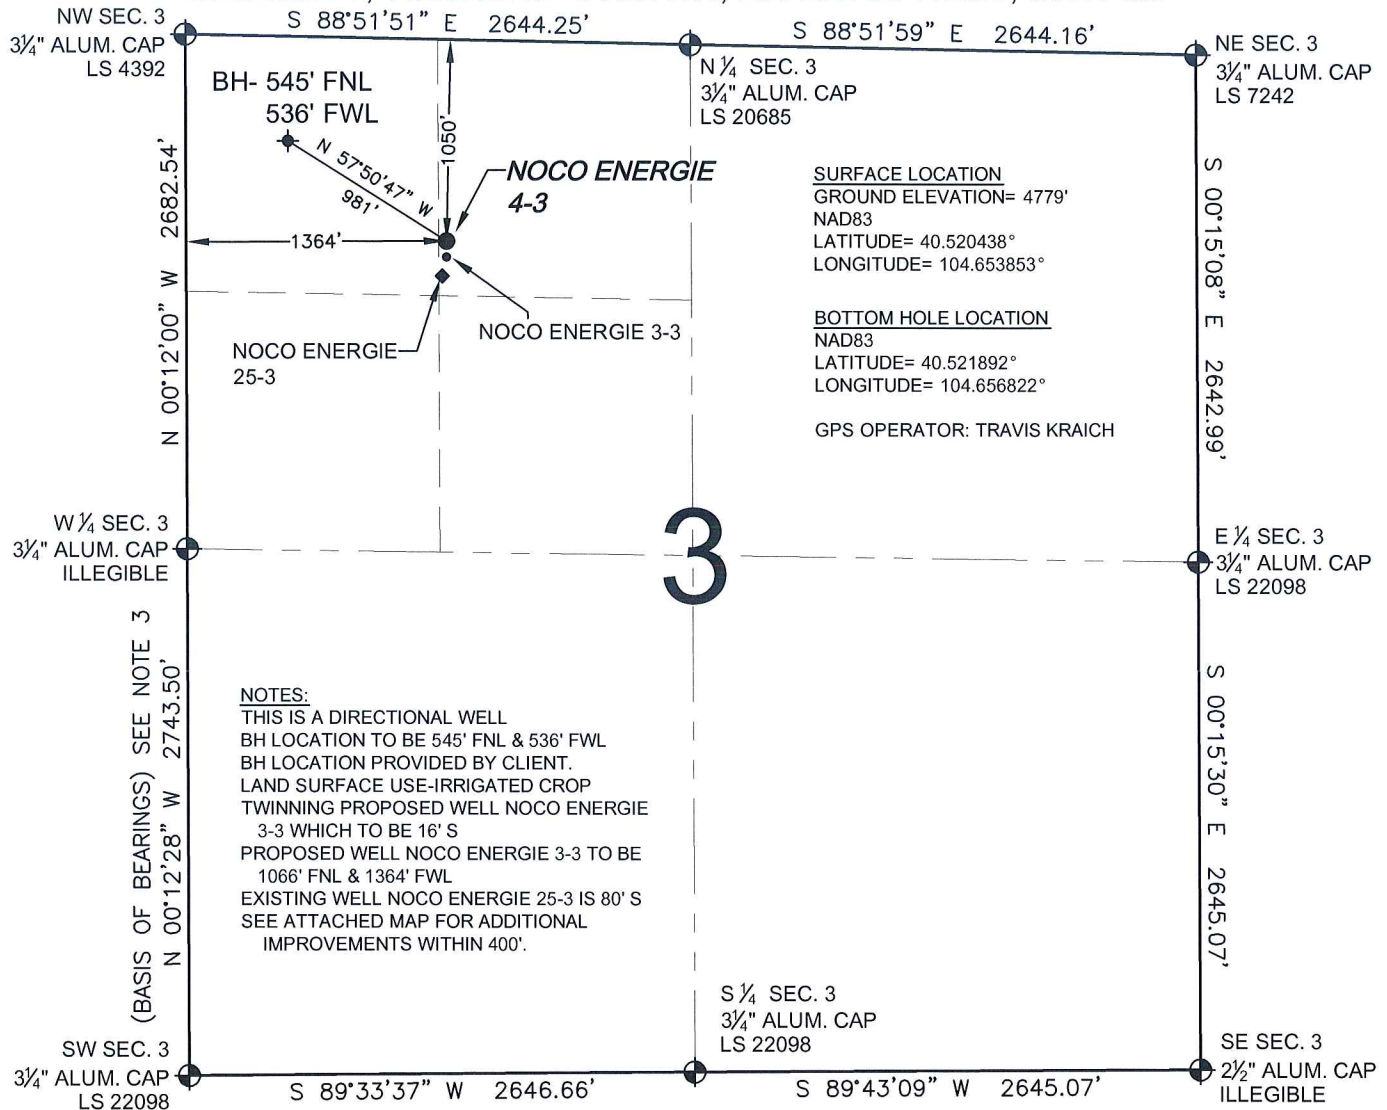 S 88°51'51" E 2644.25'
S 88°51'59" E 2644.16'
NW SEC. 3
3¼" ALUM. CAP
LS 4392
N ¼ SEC. 3
3¼" ALUM. CAP
LS 20685
NE SEC. 3
3¼" ALUM. CAP
LS 7242
BH- 545' FNL
536' FWL
N 57°50'47" W
981'
1050'
1364'
NOCO ENERGIE
4-3
NOCO ENERGIE 3-3
NOCO ENERGIE
25-3
N 00°12'00" W 2682.54'
SURFACE LOCATION
GROUND ELEVATION= 4779'
NAD83
LATITUDE= 40.520438°
LONGITUDE= 104.653853°
BOTTOM HOLE LOCATION
NAD83
LATITUDE= 40.521892°
LONGITUDE= 104.656822°
GPS OPERATOR: TRAVIS KRAICH
S 00°15'08" E 2642.99'
W ¼ SEC. 3
3¼" ALUM. CAP
ILLEGIBLE
3
E ¼ SEC. 3
3¼" ALUM. CAP
LS 22098
(BASIS OF BEARINGS) SEE NOTE 3
N 00°12'28" W 2743.50'
NOTES:
THIS IS A DIRECTIONAL WELL
BH LOCATION TO BE 545' FNL & 536' FWL
BH LOCATION PROVIDED BY CLIENT.
LAND SURFACE USE-IRRIGATED CROP
TWINNING PROPOSED WELL NOCO ENERGIE
3-3 WHICH TO BE 16' S
PROPOSED WELL NOCO ENERGIE 3-3 TO BE
1066' FNL & 1364' FWL
EXISTING WELL NOCO ENERGIE 25-3 IS 80' S
SEE ATTACHED MAP FOR ADDITIONAL
IMPROVEMENTS WITHIN 400'.
S 00°15'30" E 2645.07'
S ¼ SEC. 3
3¼" ALUM. CAP
LS 22098
SW SEC. 3
3¼" ALUM. CAP
LS 22098
SE SEC. 3
2½" ALUM. CAP
ILLEGIBLE
S 89°33'37" W 2646.66'
S 89°43'09" W 2645.07'